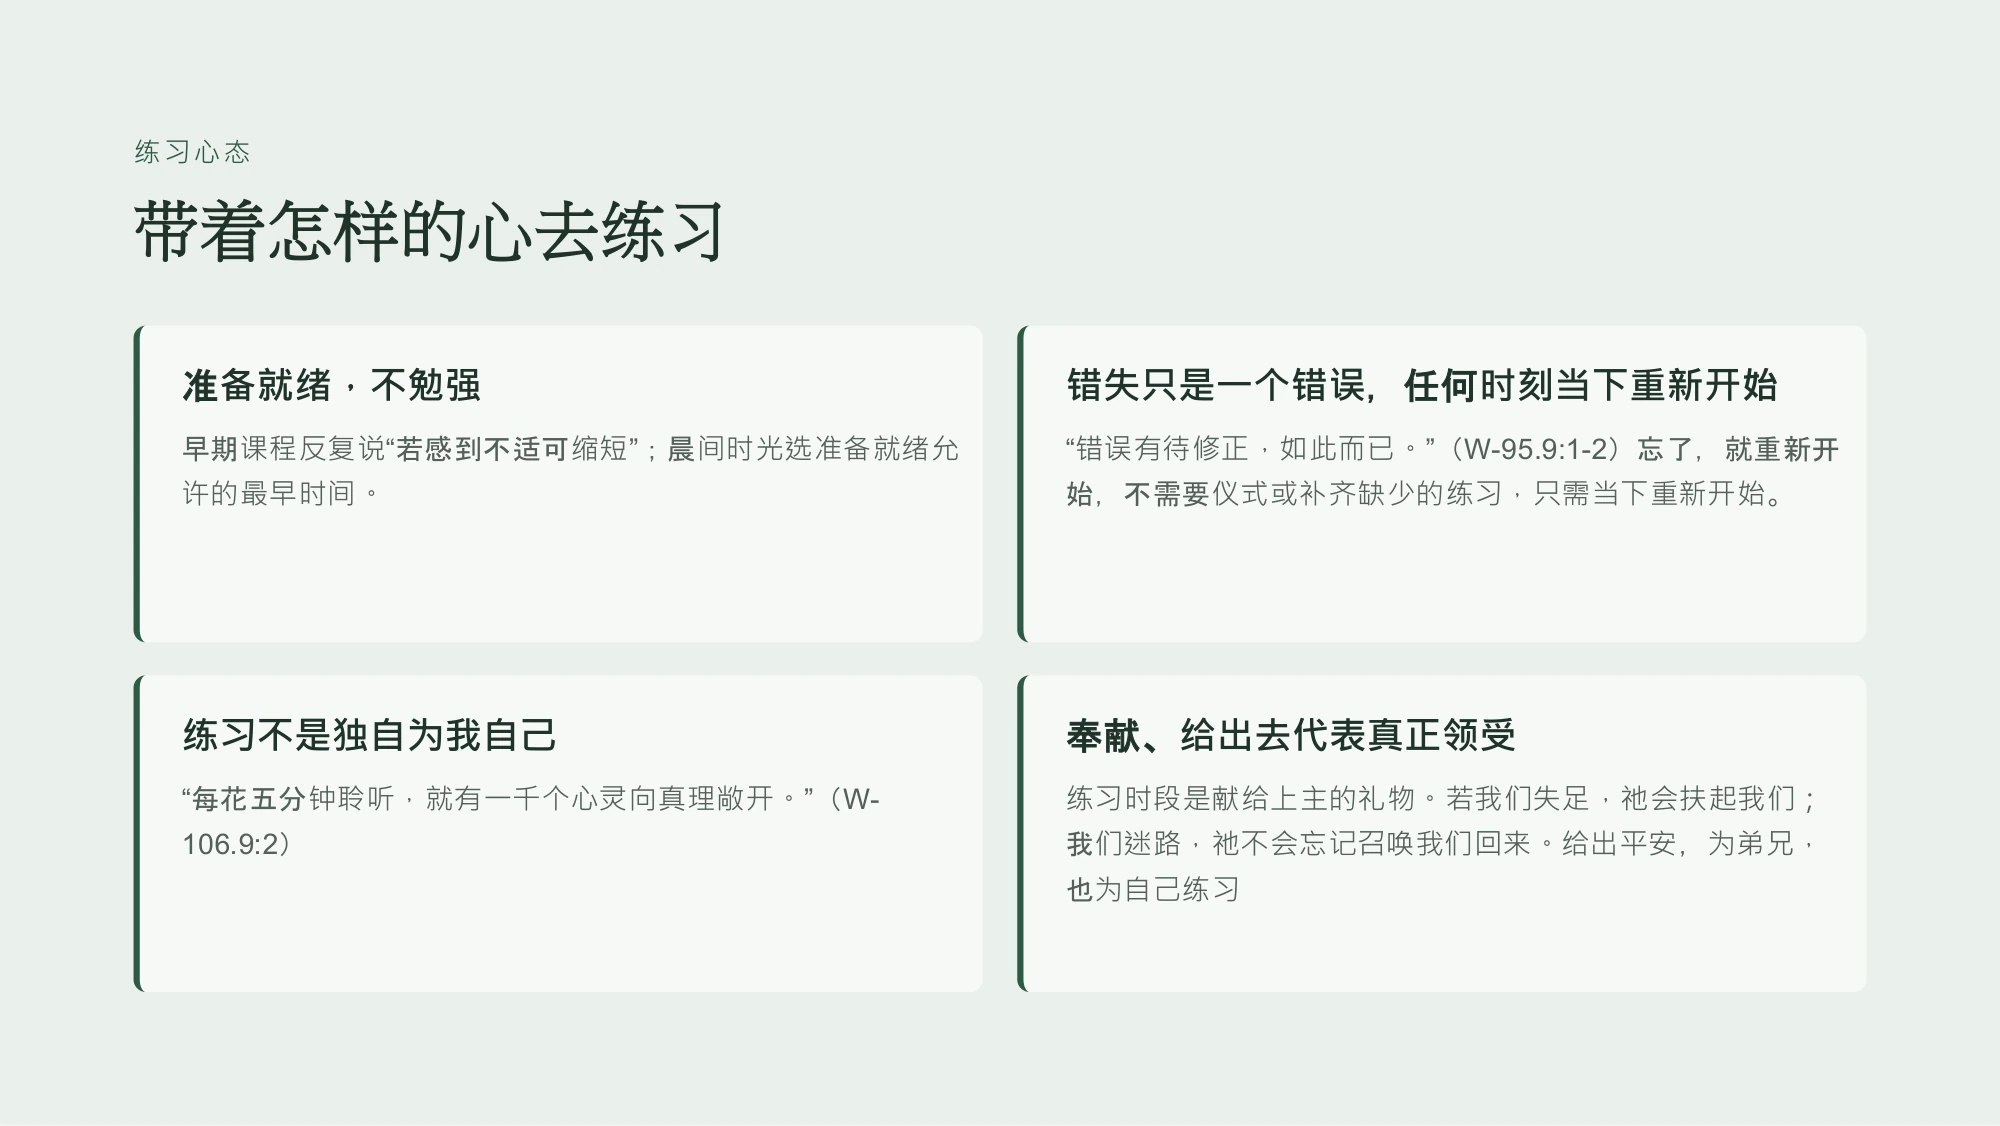 练习心态
带着怎样的心去练习
准备就绪，不勉强
早期课程反复说“若感到不适可缩短”；晨间时光选准备就绪允
许的最早时间。
错失只是一个错误，任何时刻当下重新开始
“错误有待修正，如此而已。”（W-95.9:1-2）忘了，就重新开
始，不需要仪式或补齐缺少的练习，只需当下重新开始。
练习不是独自为我自己
“每花五分钟聆听，就有一千个心灵向真理敞开。”（W-
106.9:2）
奉献、给出去代表真正领受
练习时段是献给上主的礼物。若我们失足，祂会扶起我们；
我们迷路，祂不会忘记召唤我们回来。给出平安，为弟兄，
也为自己练习